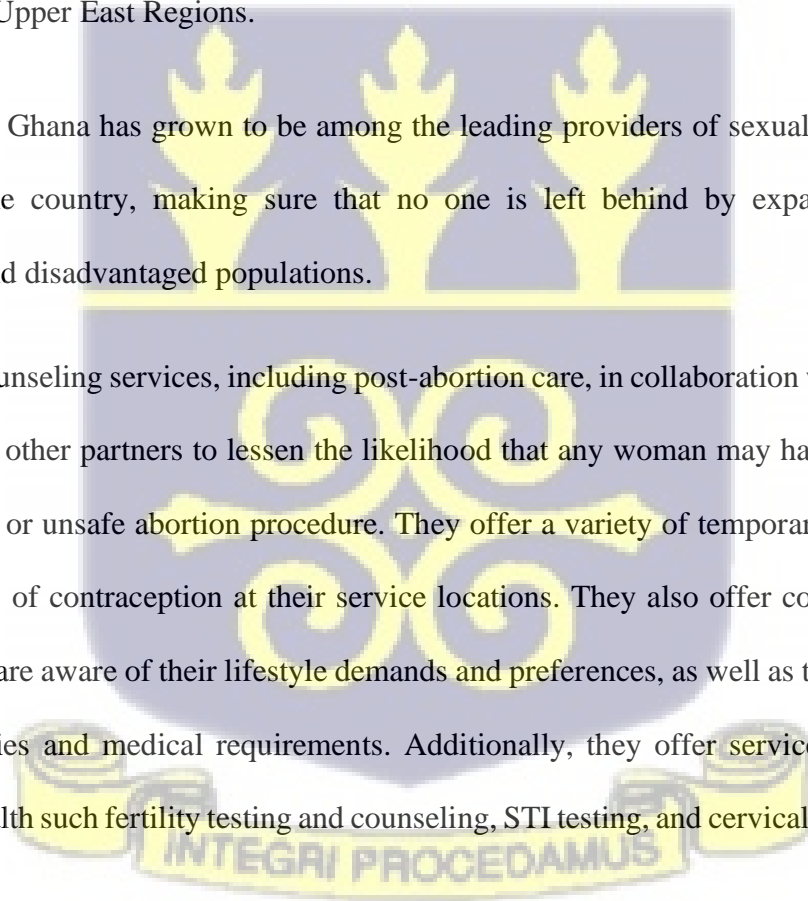 Upper East Regions.
Ghana has grown to be among the leading providers of sexual
e country, making sure that no one is left behind by expa
d disadvantaged populations.
unseling services, including post-abortion care, in collaboration
other partners to lessen the likelihood that any woman may ha
or unsafe abortion procedure. They offer a variety of temporar
of contraception at their service locations. They also offer co
are aware of their lifestyle demands and preferences, as well as t
ies and medical requirements. Additionally, they offer service
alth such fertility testing and counseling, STI testing, and cervical
INTEGRI PROCEDAMUS